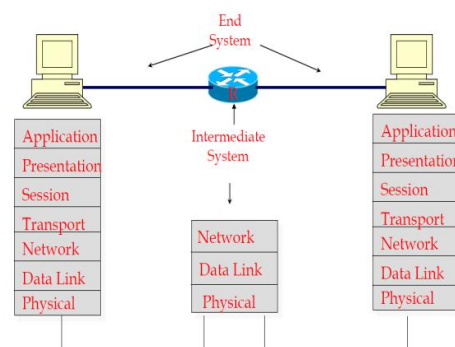 End
System
R
Intermediate
System
Application
Presentation
Session
Transport
Network
Data Link
Physical
Network
Data Link
Physical
Application
Presentation
Session
Transport
Network
Data Link
Physical